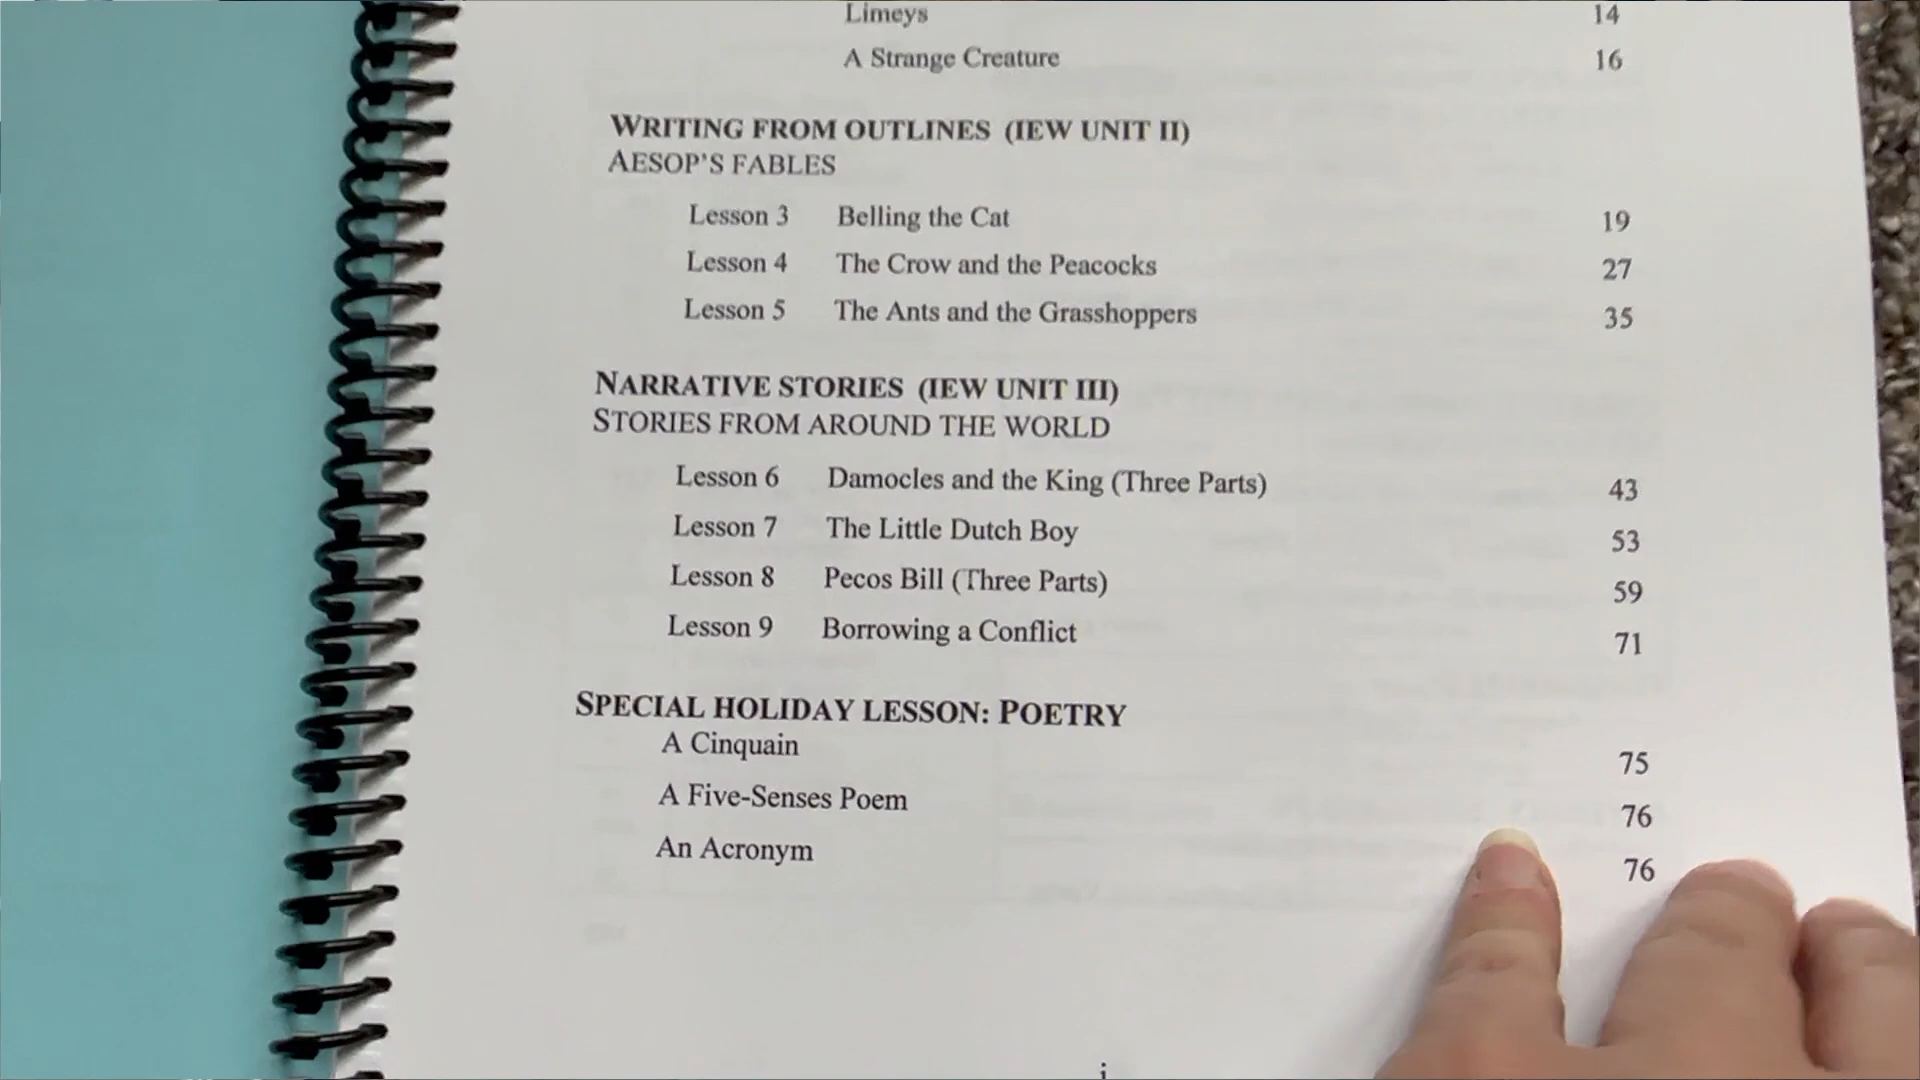 Limeys 14
A Strange Creature 16
WRITING FROM OUTLINES (IEW UNIT II)
AESOP'S FABLES
Lesson 3 Belling the Cat 19
Lesson 4 The Crow and the Peacocks 27
Lesson 5 The Ants and the Grasshoppers 35
NARRATIVE STORIES (IEW UNIT III)
STORIES FROM AROUND THE WORLD
Lesson 6 Damocles and the King (Three Parts) 43
Lesson 7 The Little Dutch Boy 53
Lesson 8 Pecos Bill (Three Parts) 59
Lesson 9 Borrowing a Conflict 71
SPECIAL HOLIDAY LESSON: POETRY
A Cinquain 75
A Five-Senses Poem 76
An Acronym 76
i